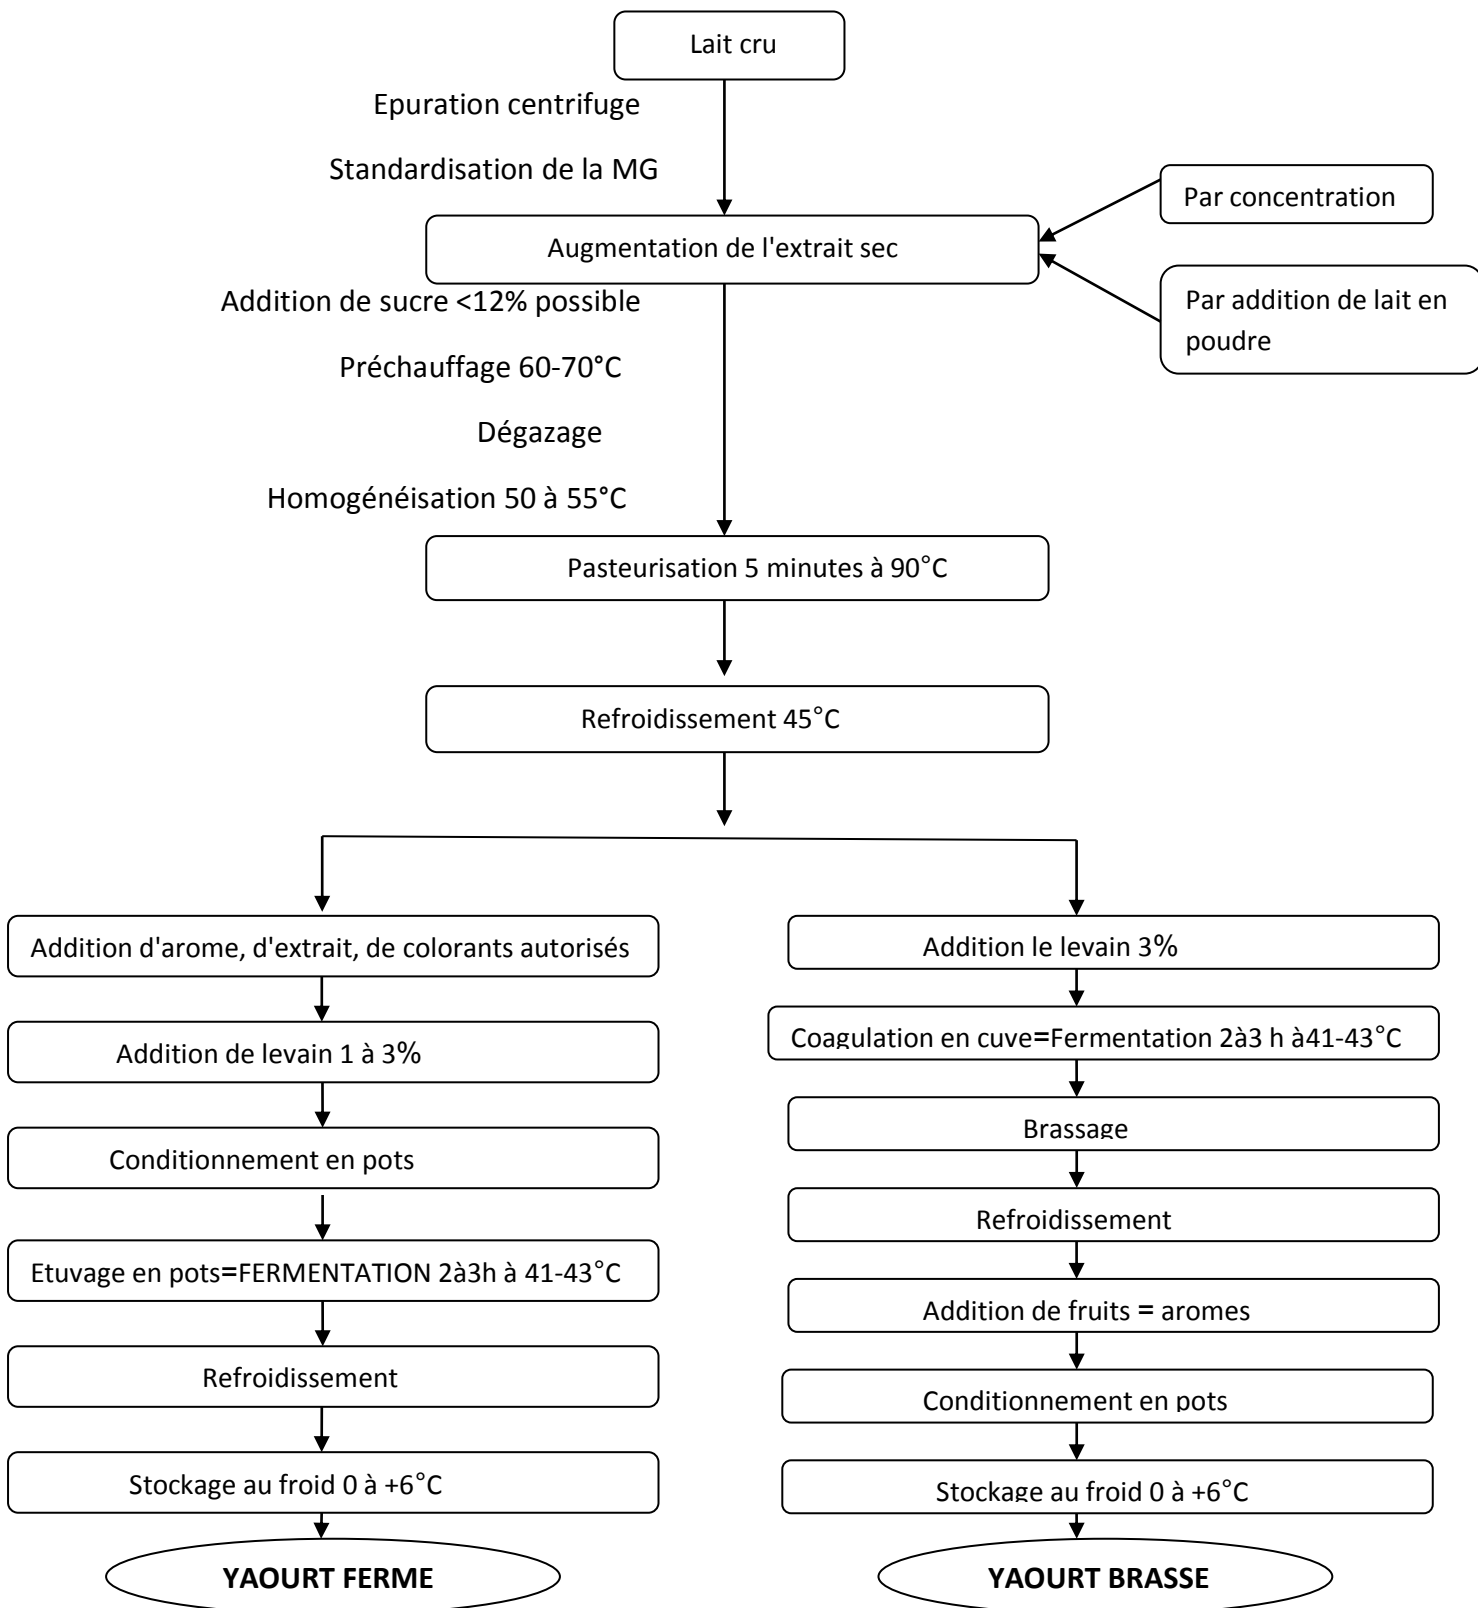 Lait cru
Epuration centrifuge
Standardisation de la MG
Par concentration
Augmentation de l'extrait sec
Par addition de lait en
poudre
Addition de sucre <12% possible
Préchauffage 60-70°C
Dégazage
Homogénéisation 50 à 55°C
Pasteurisation 5 minutes à 90°C
Refroidissement 45°C
Addition d'arome, d'extrait, de colorants autorisés
Addition de levain 1 à 3%
Conditionnement en pots
Etuvage en pots=FERMENTATION 2à3h à 41-43°C
Refroidissement
Stockage au froid 0 à +6°C
YAOURT FERME
Addition le levain 3%
Coagulation en cuve=Fermentation 2à3 h à41-43°C
Brassage
Refroidissement
Addition de fruits = aromes
Conditionnement en pots
Stockage au froid 0 à +6°C
YAOURT BRASSE